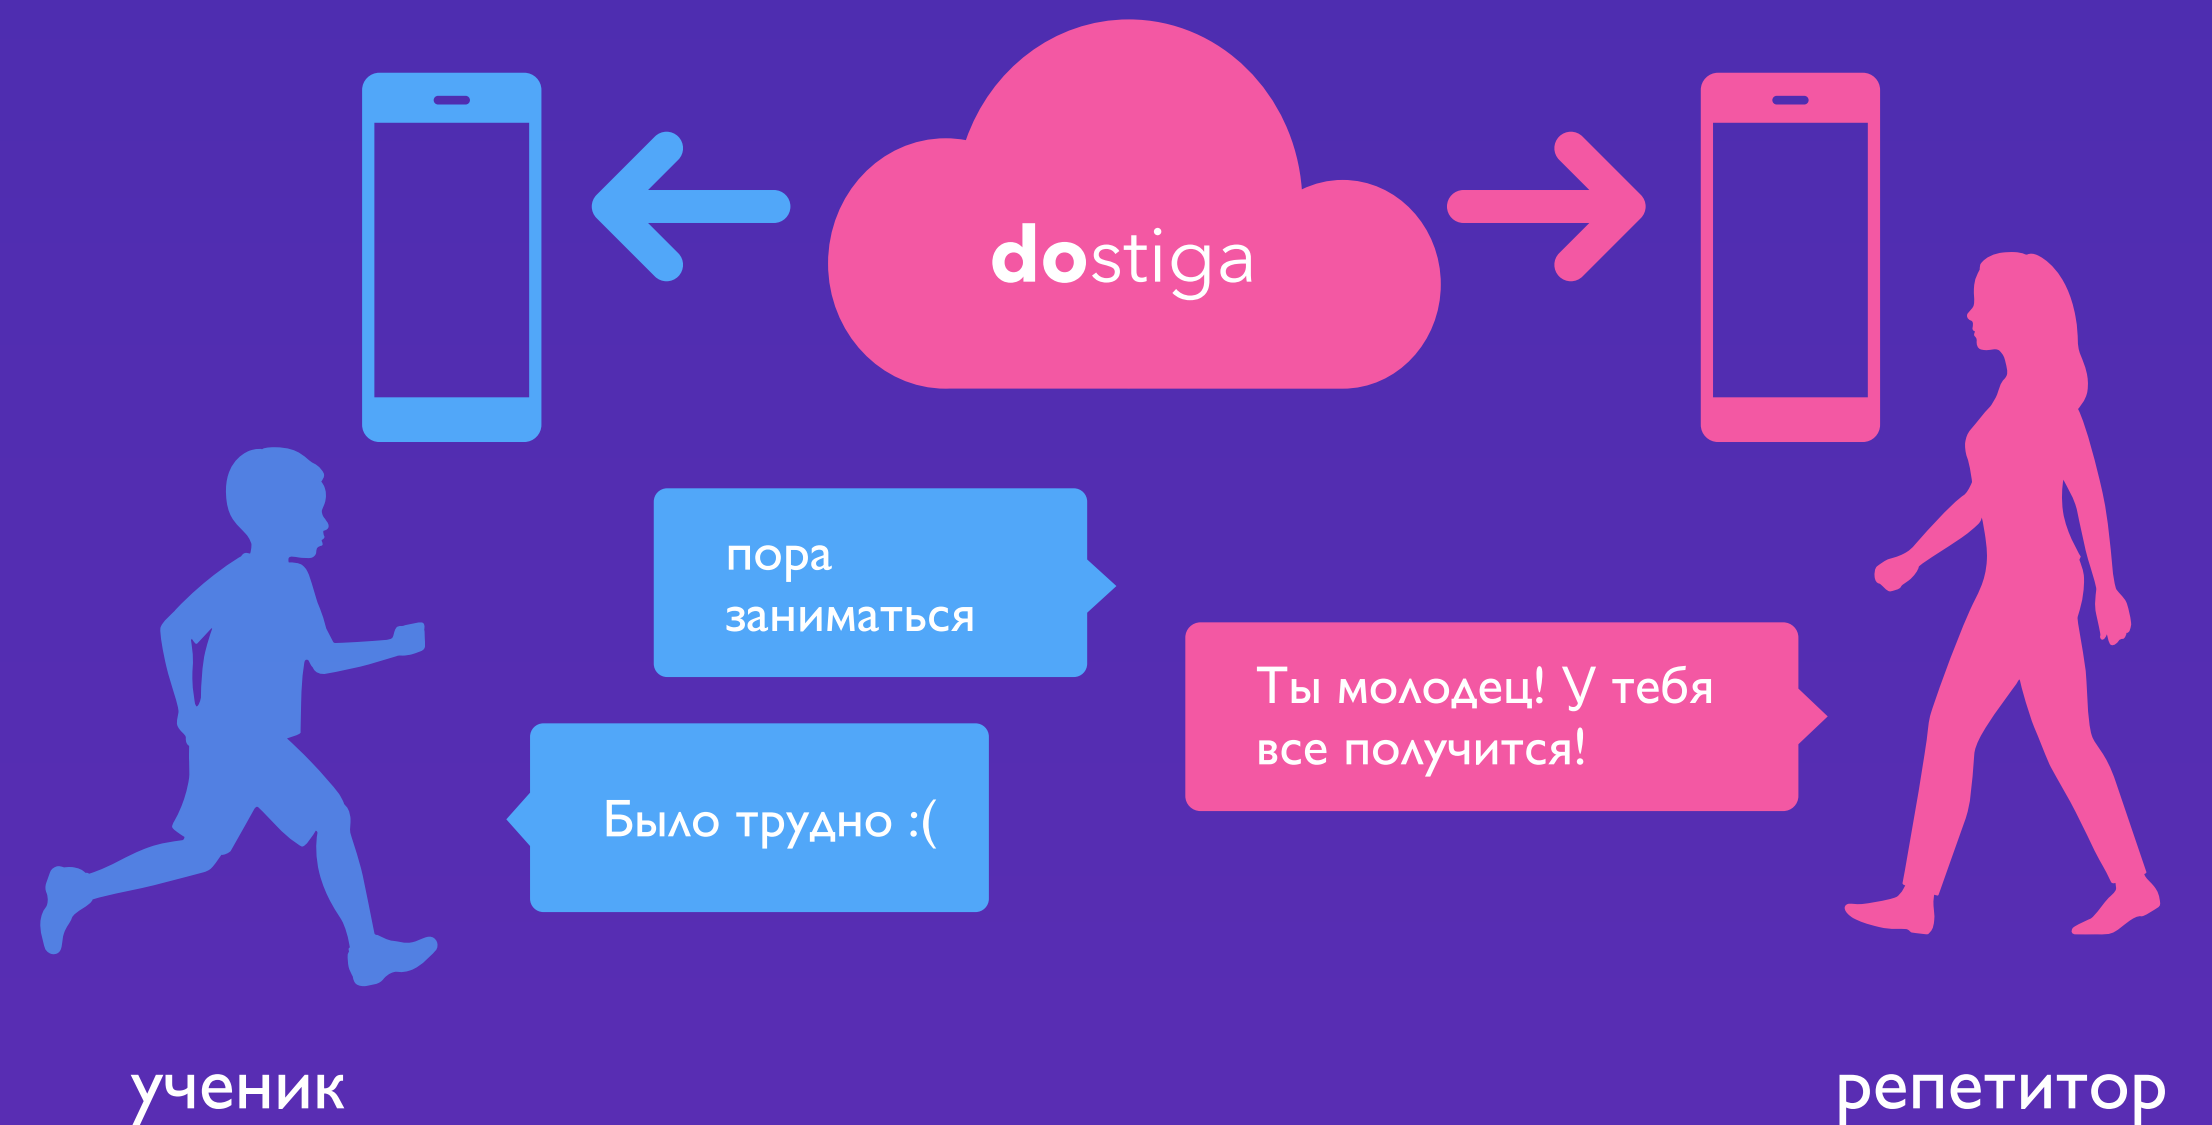 dostiga
пора
заниматься
Ты молодец! У тебя
все получится!
Было трудно :(
ученик
репетитор